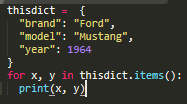 thisdict = {
  "brand": "Ford",
  "model": "Mustang",
  "year": 1964
}
for x, y in thisdict.items():
  print(x, y)